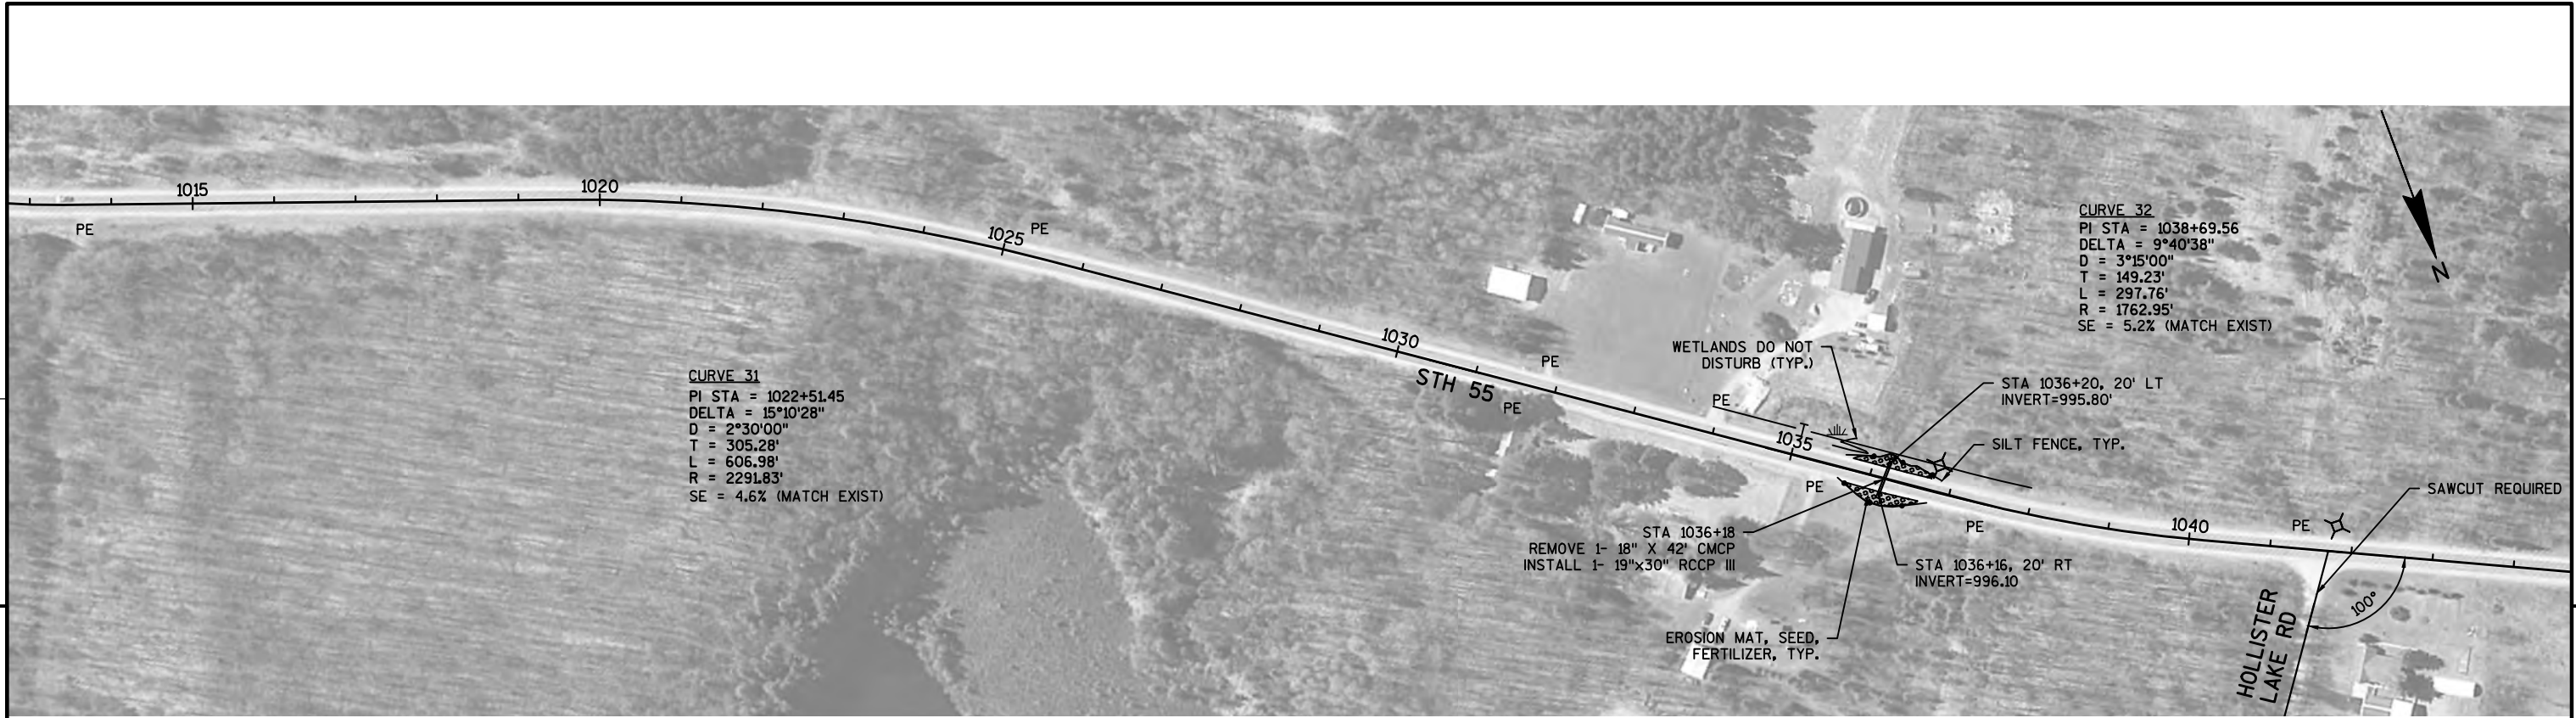 1015
1020
PE
1025
PE
1030
STH 55
PE
PE
CURVE 31
PI STA = 1022+51.45
DELTA = 15°10'28"
D = 2°30'00"
T = 305.28'
L = 606.98'
R = 2291.83'
SE = 4.6% (MATCH EXIST)
WETLANDS DO NOT
DISTURB (TYP.)
PE
T
1035
PE
STA 1036+20, 20' LT
INVERT=995.80'
SILT FENCE, TYP.
STA 1036+18
REMOVE 1- 18" X 42' CMCP
INSTALL 1- 19"x30" RCCP III
STA 1036+16, 20' RT
INVERT=996.10
EROSION MAT, SEED,
FERTILIZER, TYP.
PE
CURVE 32
PI STA = 1038+69.56
DELTA = 9°40'38"
D = 3°15'00"
T = 149.23'
L = 297.76'
R = 1762.95'
SE = 5.2% (MATCH EXIST)
N
1040
PE
SAWCUT REQUIRED
100°
HOLLISTER
LAKE RD